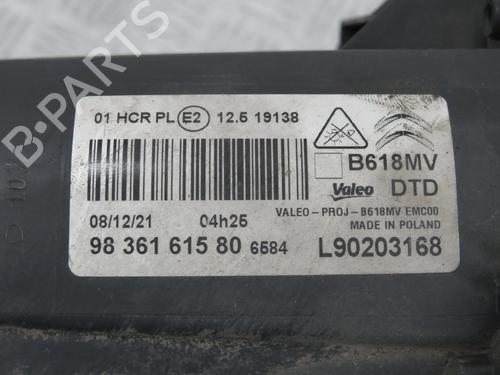 01 HCR PL E2 12.5 19138
B618MV
Valeo DTD
VALEO-PROJ-B618MV EMC00
MADE IN POLAND
08/12/21 04h25
98 361 615 80 6584 L90203168
B-PARTS